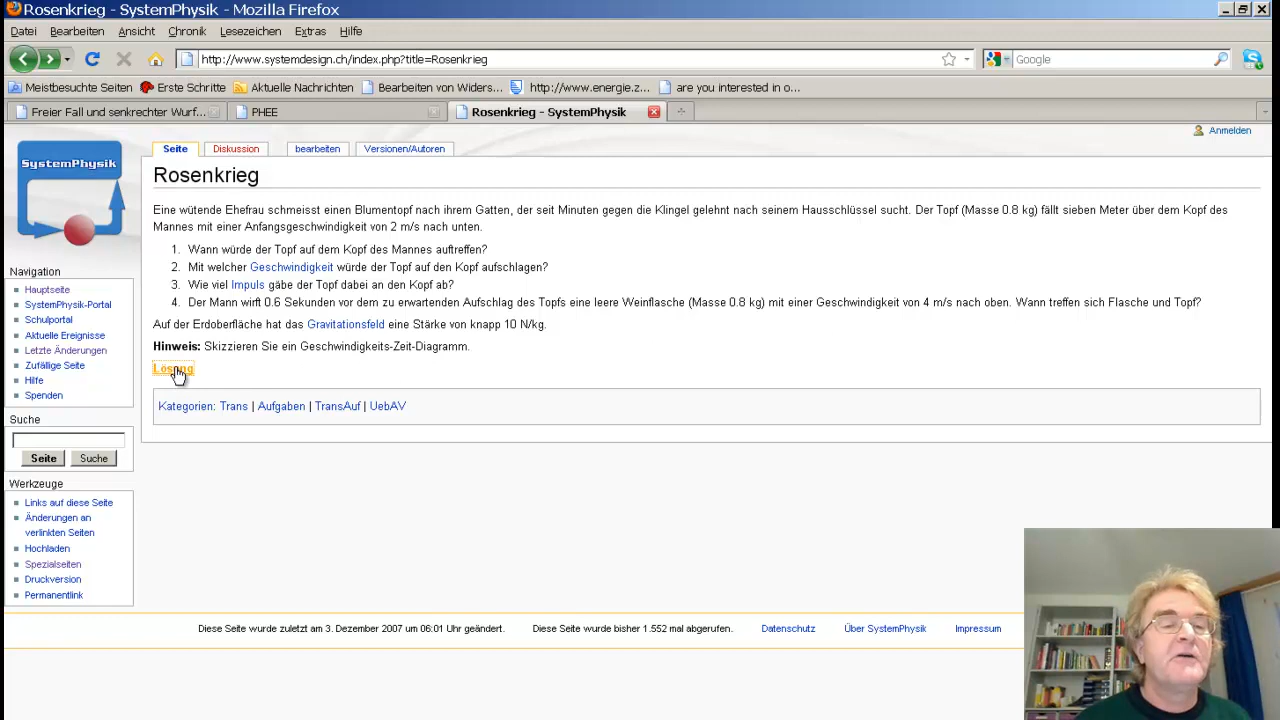 Rosenkrieg - SystemPhysik - Mozilla Firefox
Datei Bearbeiten Ansicht Chronik Lesezeichen Extras Hilfe
http://www.systemdesign.ch/index.php?title=Rosenkrieg
Google
Meistbesuchte Seiten Erste Schritte Aktuelle Nachrichten Bearbeiten von Widers... http://www.energie.z... are you interested in o...
Freier Fall und senkrechter Wurf... PHEE Rosenkrieg - SystemPhysik
Anmelden
SystemPhysik
Seite Diskussion bearbeiten Versionen/Autoren
Rosenkrieg
Eine wütende Ehefrau schmeisst einen Blumentopf nach ihrem Gatten, der seit Minuten gegen die Klingel gelehnt nach seinem Hausschlüssel sucht. Der Topf (Masse 0.8 kg) fällt sieben Meter über dem Kopf des
Mannes mit einer Anfangsgeschwindigkeit von 2 m/s nach unten.
1. Wann würde der Topf auf dem Kopf des Mannes auftreffen?
2. Mit welcher Geschwindigkeit würde der Topf auf den Kopf aufschlagen?
3. Wie viel Impuls gäbe der Topf dabei an den Kopf ab?
4. Der Mann wirft 0.6 Sekunden vor dem zu erwartenden Aufschlag des Topfs eine leere Weinflasche (Masse 0.8 kg) mit einer Geschwindigkeit von 4 m/s nach oben. Wann treffen sich Flasche und Topf?
Auf der Erdoberfläche hat das Gravitationsfeld eine Stärke von knapp 10 N/kg.
Hinweis: Skizzieren Sie ein Geschwindigkeits-Zeit-Diagramm.
Lösung
Kategorien: Trans | Aufgaben | TransAuf | UebAV
Navigation
Hauptseite
SystemPhysik-Portal
Schulportal
Aktuelle Ereignisse
Letzte Änderungen
Zufällige Seite
Hilfe
Spenden
Suche
Seite Suche
Werkzeuge
Links auf diese Seite
Änderungen an
verlinkten Seiten
Hochladen
Spezialseiten
Druckversion
Permanentlink
Diese Seite wurde zuletzt am 3. Dezember 2007 um 06:01 Uhr geändert. Diese Seite wurde bisher 1.552 mal abgerufen. Datenschutz Über SystemPhysik Impressum